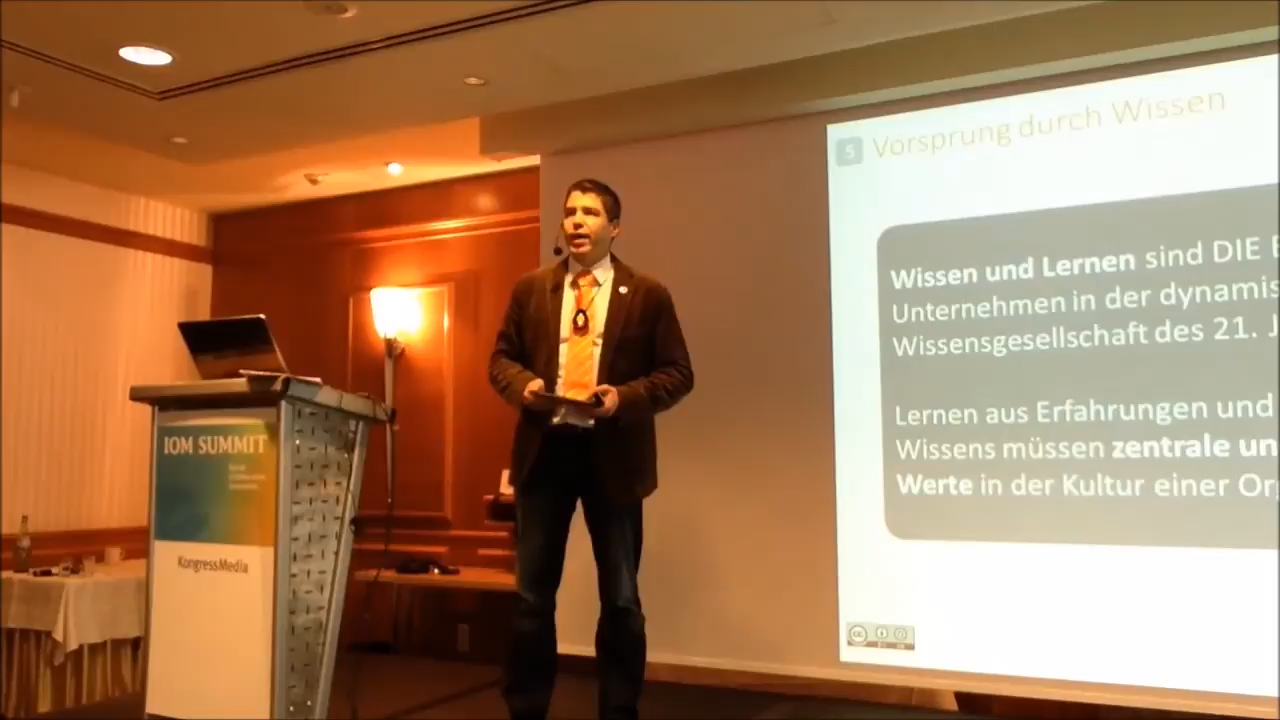 5 Vorsprung durch Wissen
Wissen und Lernen sind DIE
Unternehmen in der dynamis
Wissensgesellschaft des 21. J
Lernen aus Erfahrungen und
Wissens müssen zentrale un
Werte in der Kultur einer Or
IOM SUMMIT
KongressMedia
cc